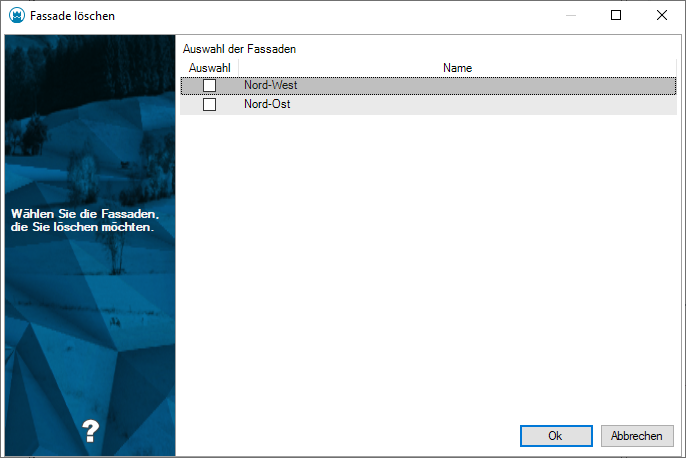 Fassade löschen
Auswahl der Fassaden
Auswahl Name
Nord-West
Nord-Ost
Wählen Sie die Fassaden,
die Sie löschen möchten.
?
Ok Abbrechen